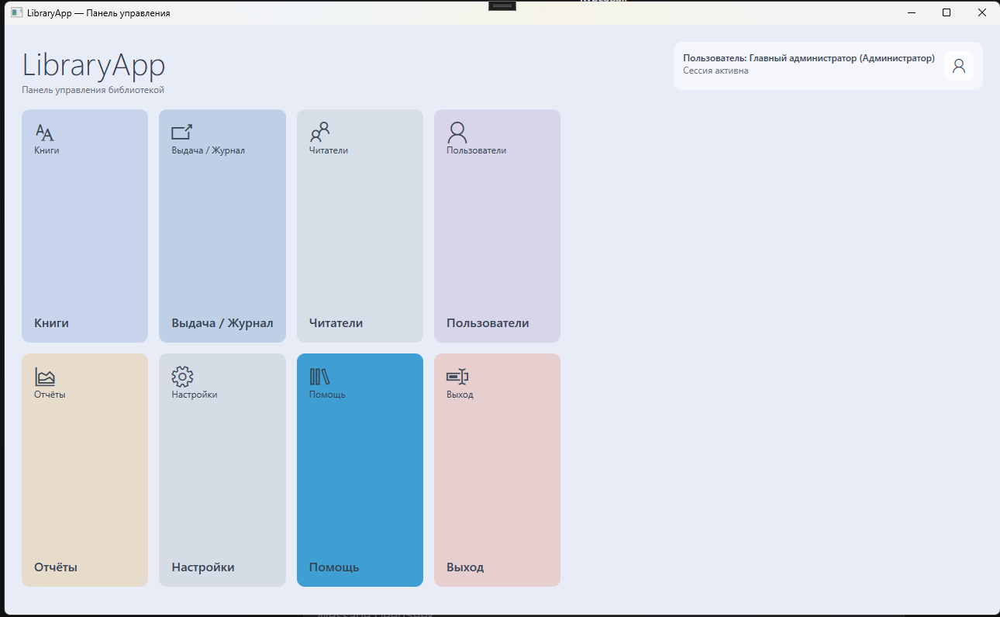 LibraryApp — Панель управления
LibraryApp
Панель управления библиотекой
Пользователь: Главный администратор (Администратор)
Сессия активна
Книги
Выдача / Журнал
Читатели
Пользователи
Книги
Выдача / Журнал
Читатели
Пользователи
Отчёты
Настройки
Помощь
Выход
Отчёты
Настройки
Помощь
Выход